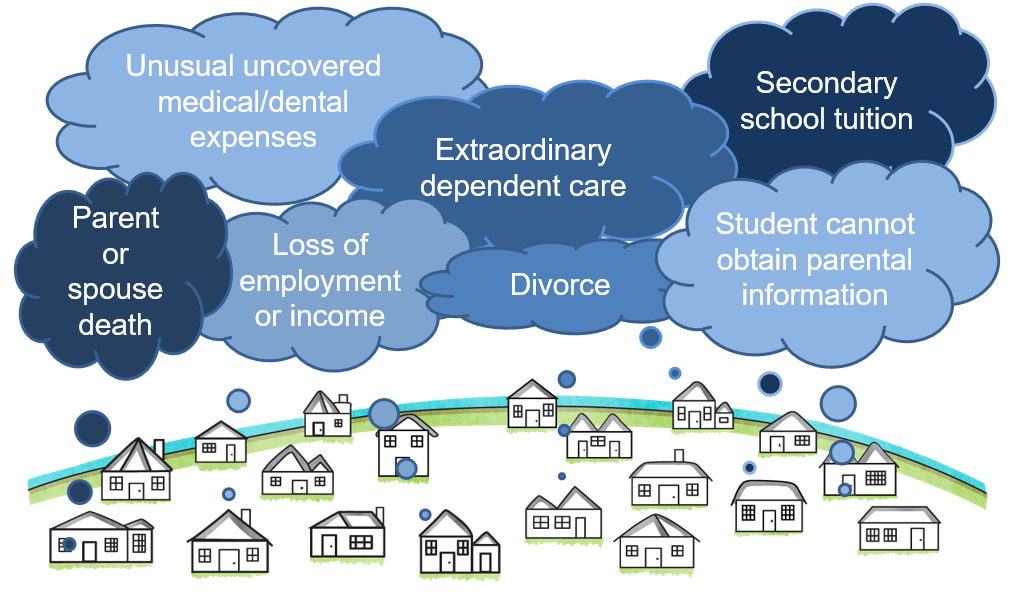 Unusual uncovered
medical/dental
expenses
Extraordinary
dependent care
Secondary
school tuition
Parent
or
spouse
death
Loss of
employment
or income
Divorce
Student cannot
obtain parental
information